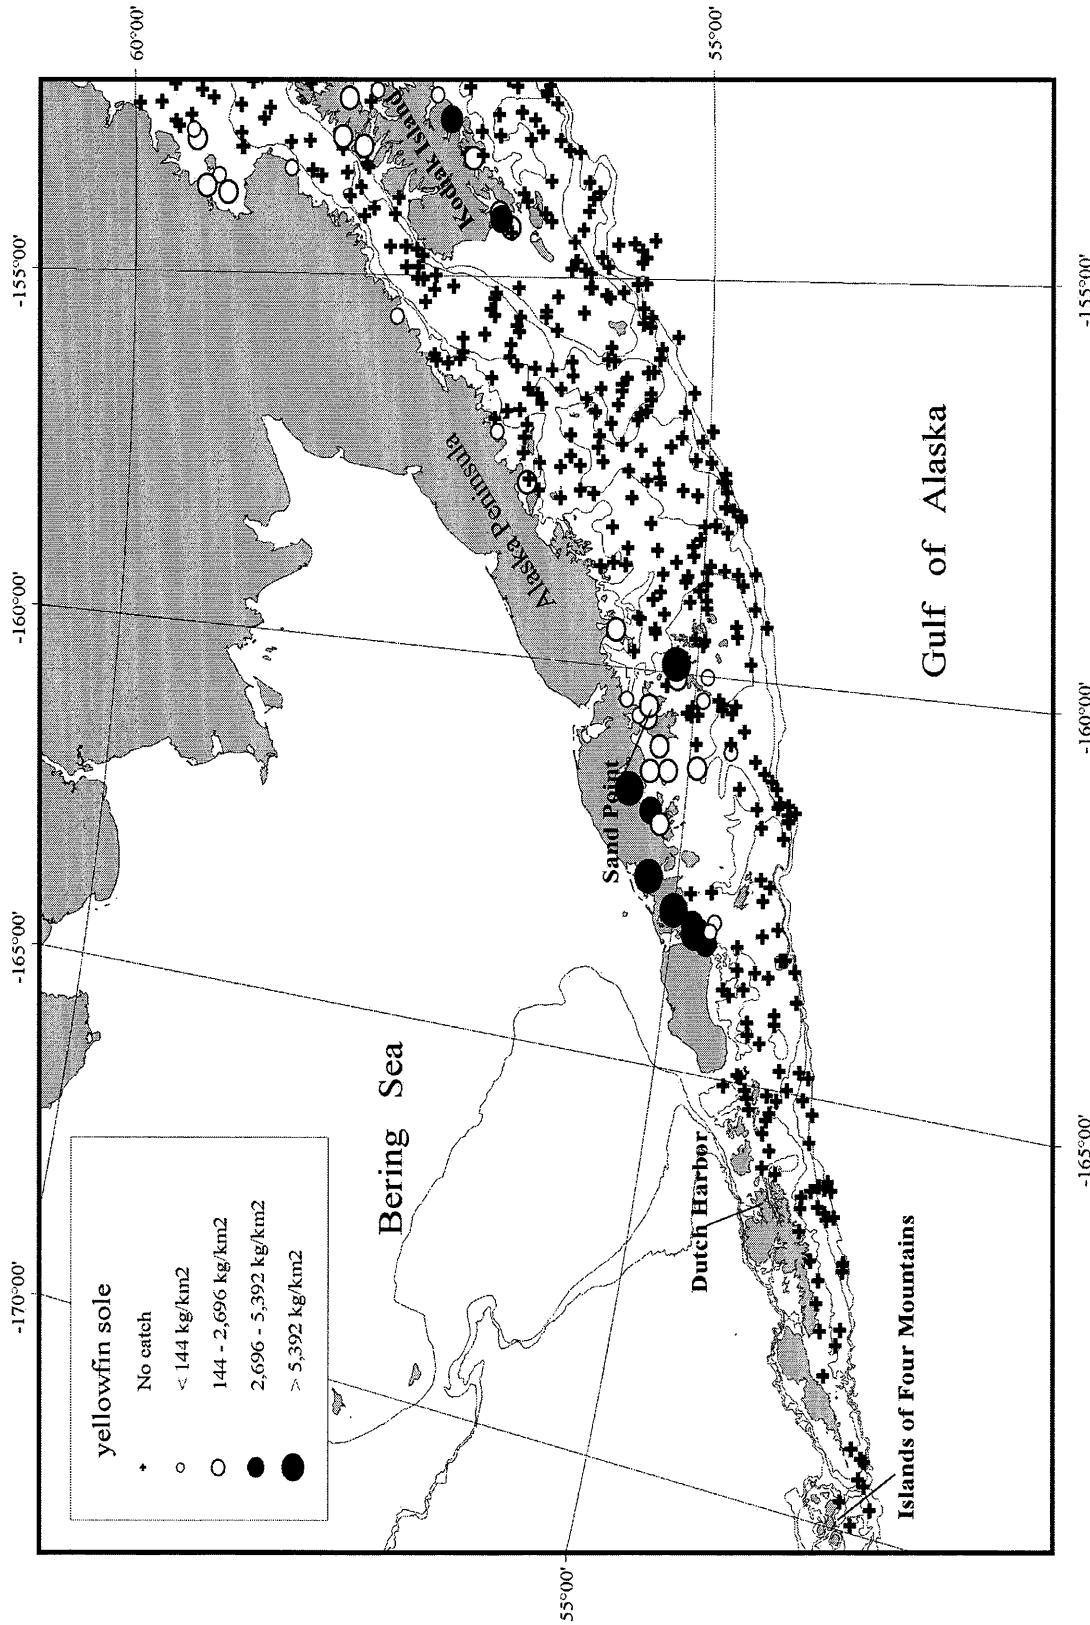 yellowfin sole
No catch
< 144 kg/km2
144 - 2,696 kg/km2
2,696 - 5,392 kg/km2
> 5,392 kg/km2
-170°00'
-165°00'
-160°00'
-155°00'
60°00'
55°00'
55°00'
-165°00'
-160°00'
-155°00'
Bering Sea
Alaska Peninsula
Kodiak Island
Sand Point
Dutch Harbor
Islands of Four Mountains
Gulf of Alaska